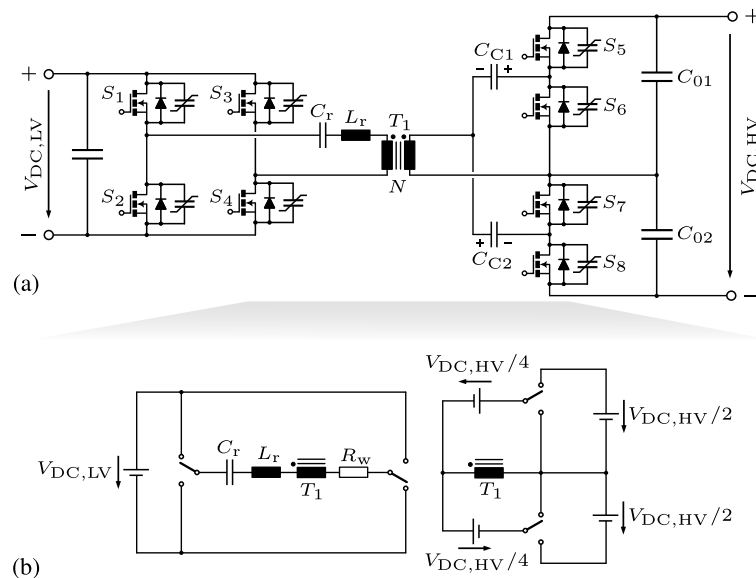 +
+
S5
CC1
- +
C01
+
S1
S3
Cr
Lr
T1
S6
VDC,LV
VDC,HV
N
S2
S4
S7
C02
+ -
CC2
S8
-
-
(a)
VDC,HV/4
Cr
Lr
T1
Rw
VDC,LV
VDC,HV/2
T1
VDC,HV/2
VDC,HV/4
(b)